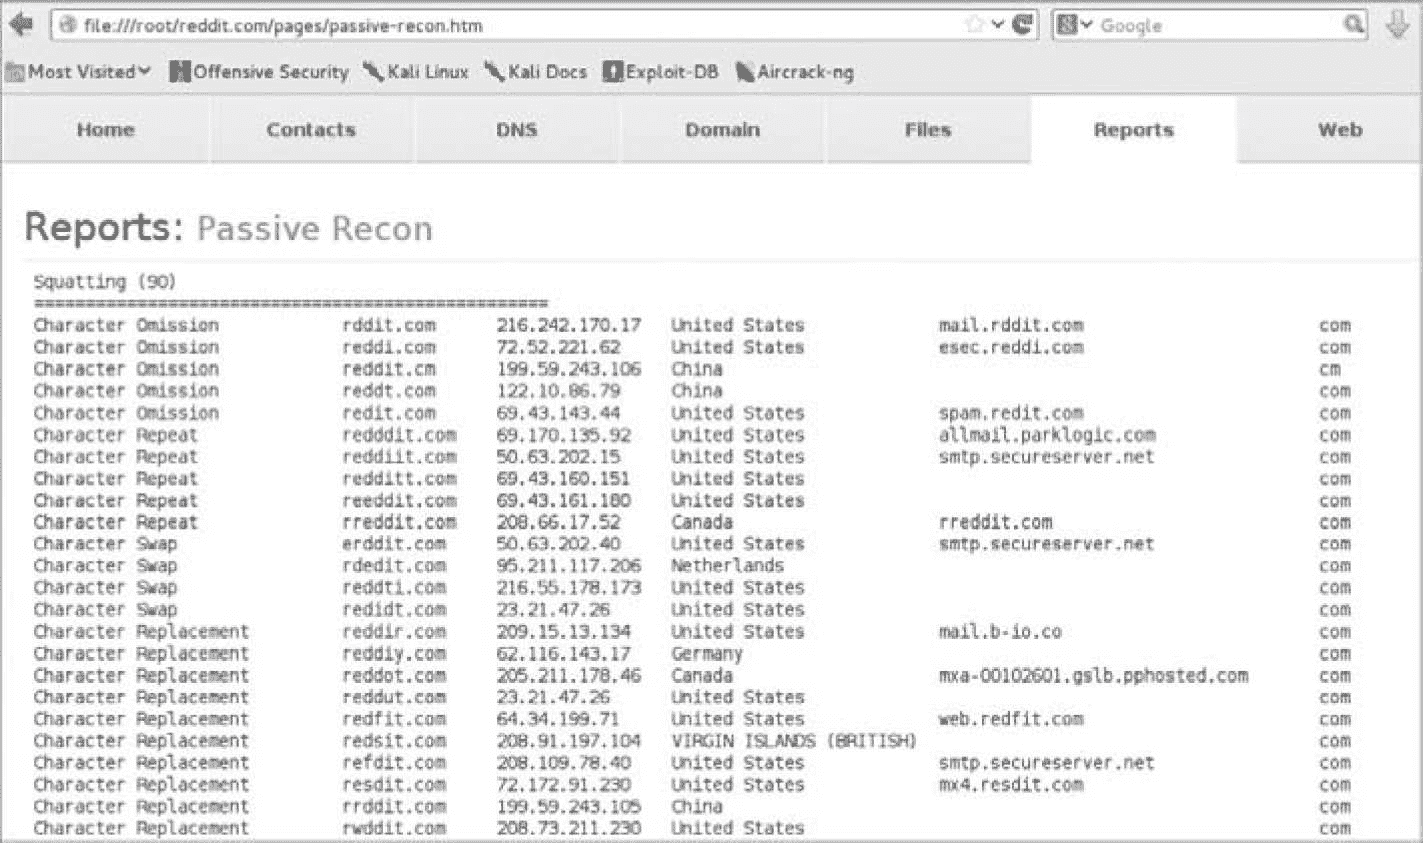 file:///root/reddit.com/pages/passive-recon.htm Google
Most Visited Offensive Security Kali Linux Kali Docs Exploit-DB Aircrack-ng
Home Contacts DNS Domain Files Reports Web
Reports: Passive Recon
Squatting (90)
==================================================
Character Omission rddit.com 216.242.170.17 United States mail.rddit.com com
Character Omission reddi.com 72.52.221.62 United States esec.reddi.com com
Character Omission reddit.cm 199.59.243.106 China cm
Character Omission reddt.com 122.10.86.79 China com
Character Omission redit.com 69.43.143.44 United States spam.redit.com com
Character Repeat redddit.com 69.170.135.92 United States allmail.parklogic.com com
Character Repeat reddiit.com 50.63.202.15 United States smtp.secureserver.net com
Character Repeat redditt.com 69.43.160.151 United States com
Character Repeat reeddit.com 69.43.161.180 United States com
Character Repeat rreddit.com 208.66.17.52 Canada rreddit.com com
Character Swap erddit.com 50.63.202.40 United States smtp.secureserver.net com
Character Swap rdedit.com 95.211.117.206 Netherlands com
Character Swap reddti.com 216.55.178.173 United States com
Character Swap redidt.com 23.21.47.26 United States com
Character Replacement reddir.com 209.15.13.134 United States mail.b-io.co com
Character Replacement reddiy.com 62.116.143.17 Germany com
Character Replacement reddot.com 205.211.178.46 Canada mxa-00102601.gslb.pphosted.com com
Character Replacement reddut.com 23.21.47.26 United States com
Character Replacement redfit.com 64.34.199.71 United States web.redfit.com com
Character Replacement redsit.com 208.91.197.104 VIRGIN ISLANDS (BRITISH) com
Character Replacement refdit.com 208.109.78.40 United States smtp.secureserver.net com
Character Replacement resdit.com 72.172.91.230 United States mx4.resdit.com com
Character Replacement rrddit.com 199.59.243.105 China com
Character Replacement rwddit.com 208.73.211.230 United States com